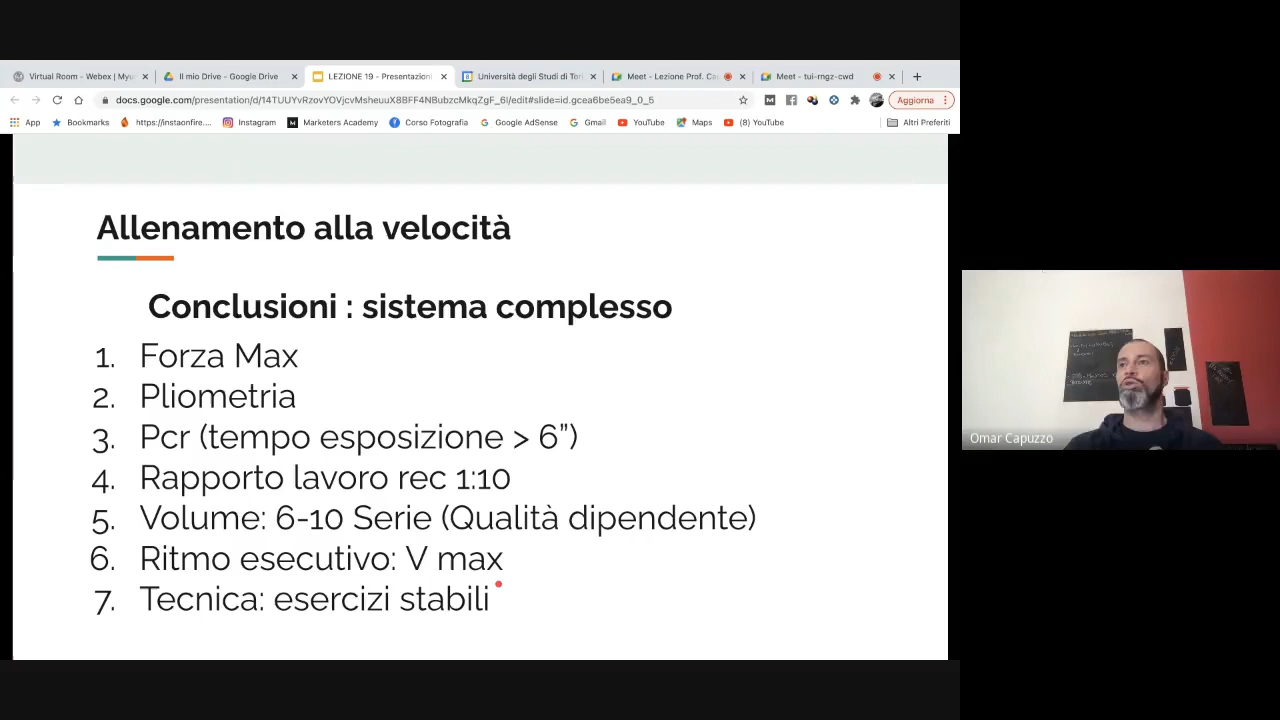 Virtual Room - Webex | Myu
Il mio Drive - Google Drive
LEZIONE 19 - Presentazioni
Università degli Studi di Tori
Meet - Lezione Prof. Ca
Meet - tui-rngz-cwd
docs.google.com/presentation/d/14TUUYvRzovYOVjcvMsheuuX8BFF4NBubzcMkqZgF_6I/edit#slide=id.gcea6be5ea9_0_5
Aggiorna
App
Bookmarks
https://instaonfire....
Instagram
Marketers Academy
Corso Fotografia
Google AdSense
Gmail
YouTube
Maps
(8) YouTube
Altri Preferiti
Allenamento alla velocità
Conclusioni : sistema complesso
1. Forza Max
2. Pliometria
3. Pcr (tempo esposizione > 6”)
4. Rapporto lavoro rec 1:10
5. Volume: 6-10 Serie (Qualità dipendente)
6. Ritmo esecutivo: V max
7. Tecnica: esercizi stabili
Omar Capuzzo